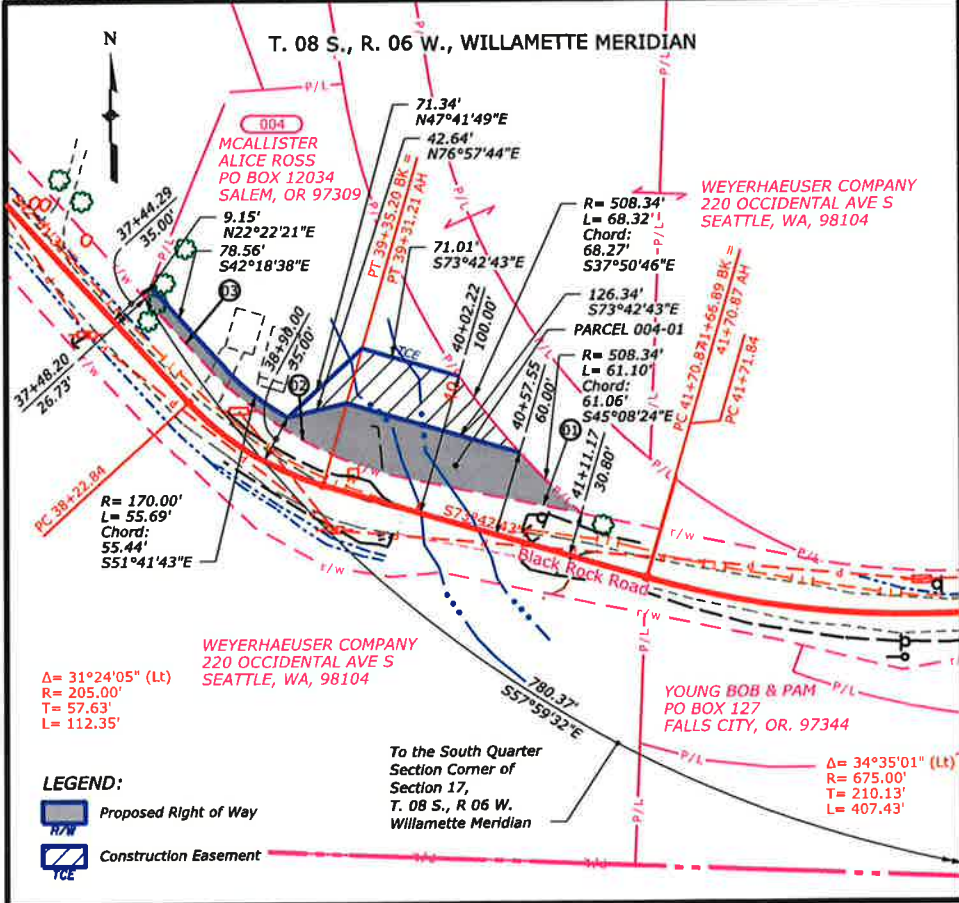 T. 08 S., R. 06 W., WILLAMETTE MERIDIAN
N
P/L
P/L
71.34'
N47°41'49"E
42.64'
N76°57'44"E
004
MCALLISTER
ALICE ROSS
PO BOX 12034
SALEM, OR 97309
PT 39+35.20 BK =
PT 39+31.21 AH
WEYERHAEUSER COMPANY
220 OCCIDENTAL AVE S
SEATTLE, WA, 98104
R= 508.34'
L= 68.32'
Chord:
68.27'
S37°50'46"E
37+44.29
35.00'
9.15'
N22°22'21"E
78.56'
S42°18'38"E
71.01'
S73°42'43"E
03
126.34'
S73°42'43"E
PARCEL 004-01
R= 508.34'
L= 61.10'
Chord:
61.06'
S45°08'24"E
40+02.22
100.00'
38+90.00
35.00'
TCE
02
40
40+57.55
60.00'
01
41+11.17
30.80'
PC 41+70.87
41+66.89 BK =
41+70.87 AH
PC 41+71.84
37+48.20
26.73'
PC 38+22.84
R= 170.00'
L= 55.69'
Chord:
55.44'
S51°41'43"E
S73°42'43"E
Black Rock Road
r/w
r/w
r/w
r/w
P/L
P/L
P/L
WEYERHAEUSER COMPANY
220 OCCIDENTAL AVE S
SEATTLE, WA, 98104
Δ= 31°24'05" (Lt)
R= 205.00'
T= 57.63'
L= 112.35'
780.37'
S57°59'32"E
YOUNG BOB & PAM
PO BOX 127
FALLS CITY, OR. 97344
P/L
P/L
P/L
Δ= 34°35'01" (Lt)
R= 675.00'
T= 210.13'
L= 407.43'
To the South Quarter
Section Corner of
Section 17,
T. 08 S., R 06 W.
Willamette Meridian
LEGEND:
Proposed Right of Way
R/W
Construction Easement
TCE